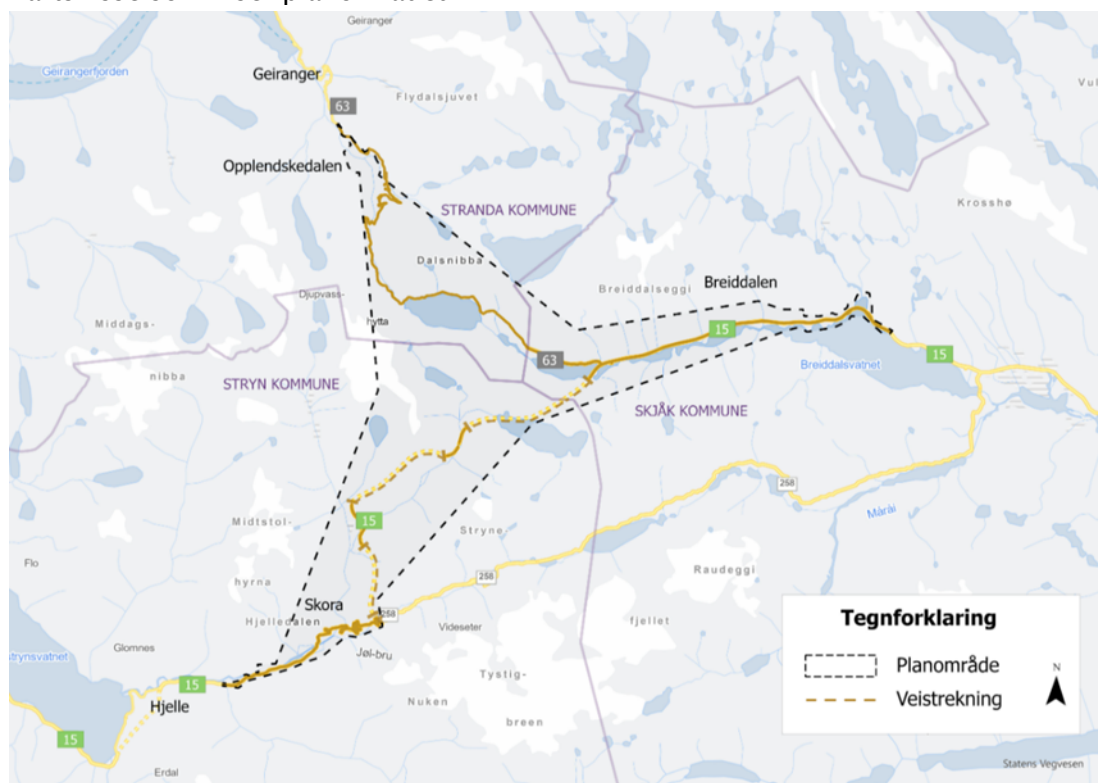 Geiranger
Geirangerfjorden
Geiranger
Flydalsjuvet
63
Opplendskedalen
Krosshø
STRANDA KOMMUNE
Dalsnibba
Breiddalen
Breiddalseggi
Djupvass-
hytta
Middags-
nibba
15
63
15
Breiddalsvatnet
STRYN KOMMUNE
SKJÅK KOMMUNE
258
Måråi
15
Midtstol-
hyrna
Stryne-
fjellet
Raudeggi
Flo
258
Skora
258
Hjelledalen
Videseter
Glomnes
Jøl-bru
Tystig-
breen
15
Hjelle
Nuken
15
Erdal
Tegnforklaring
Planområde
Veistrekning
N
Statens Vegvesen